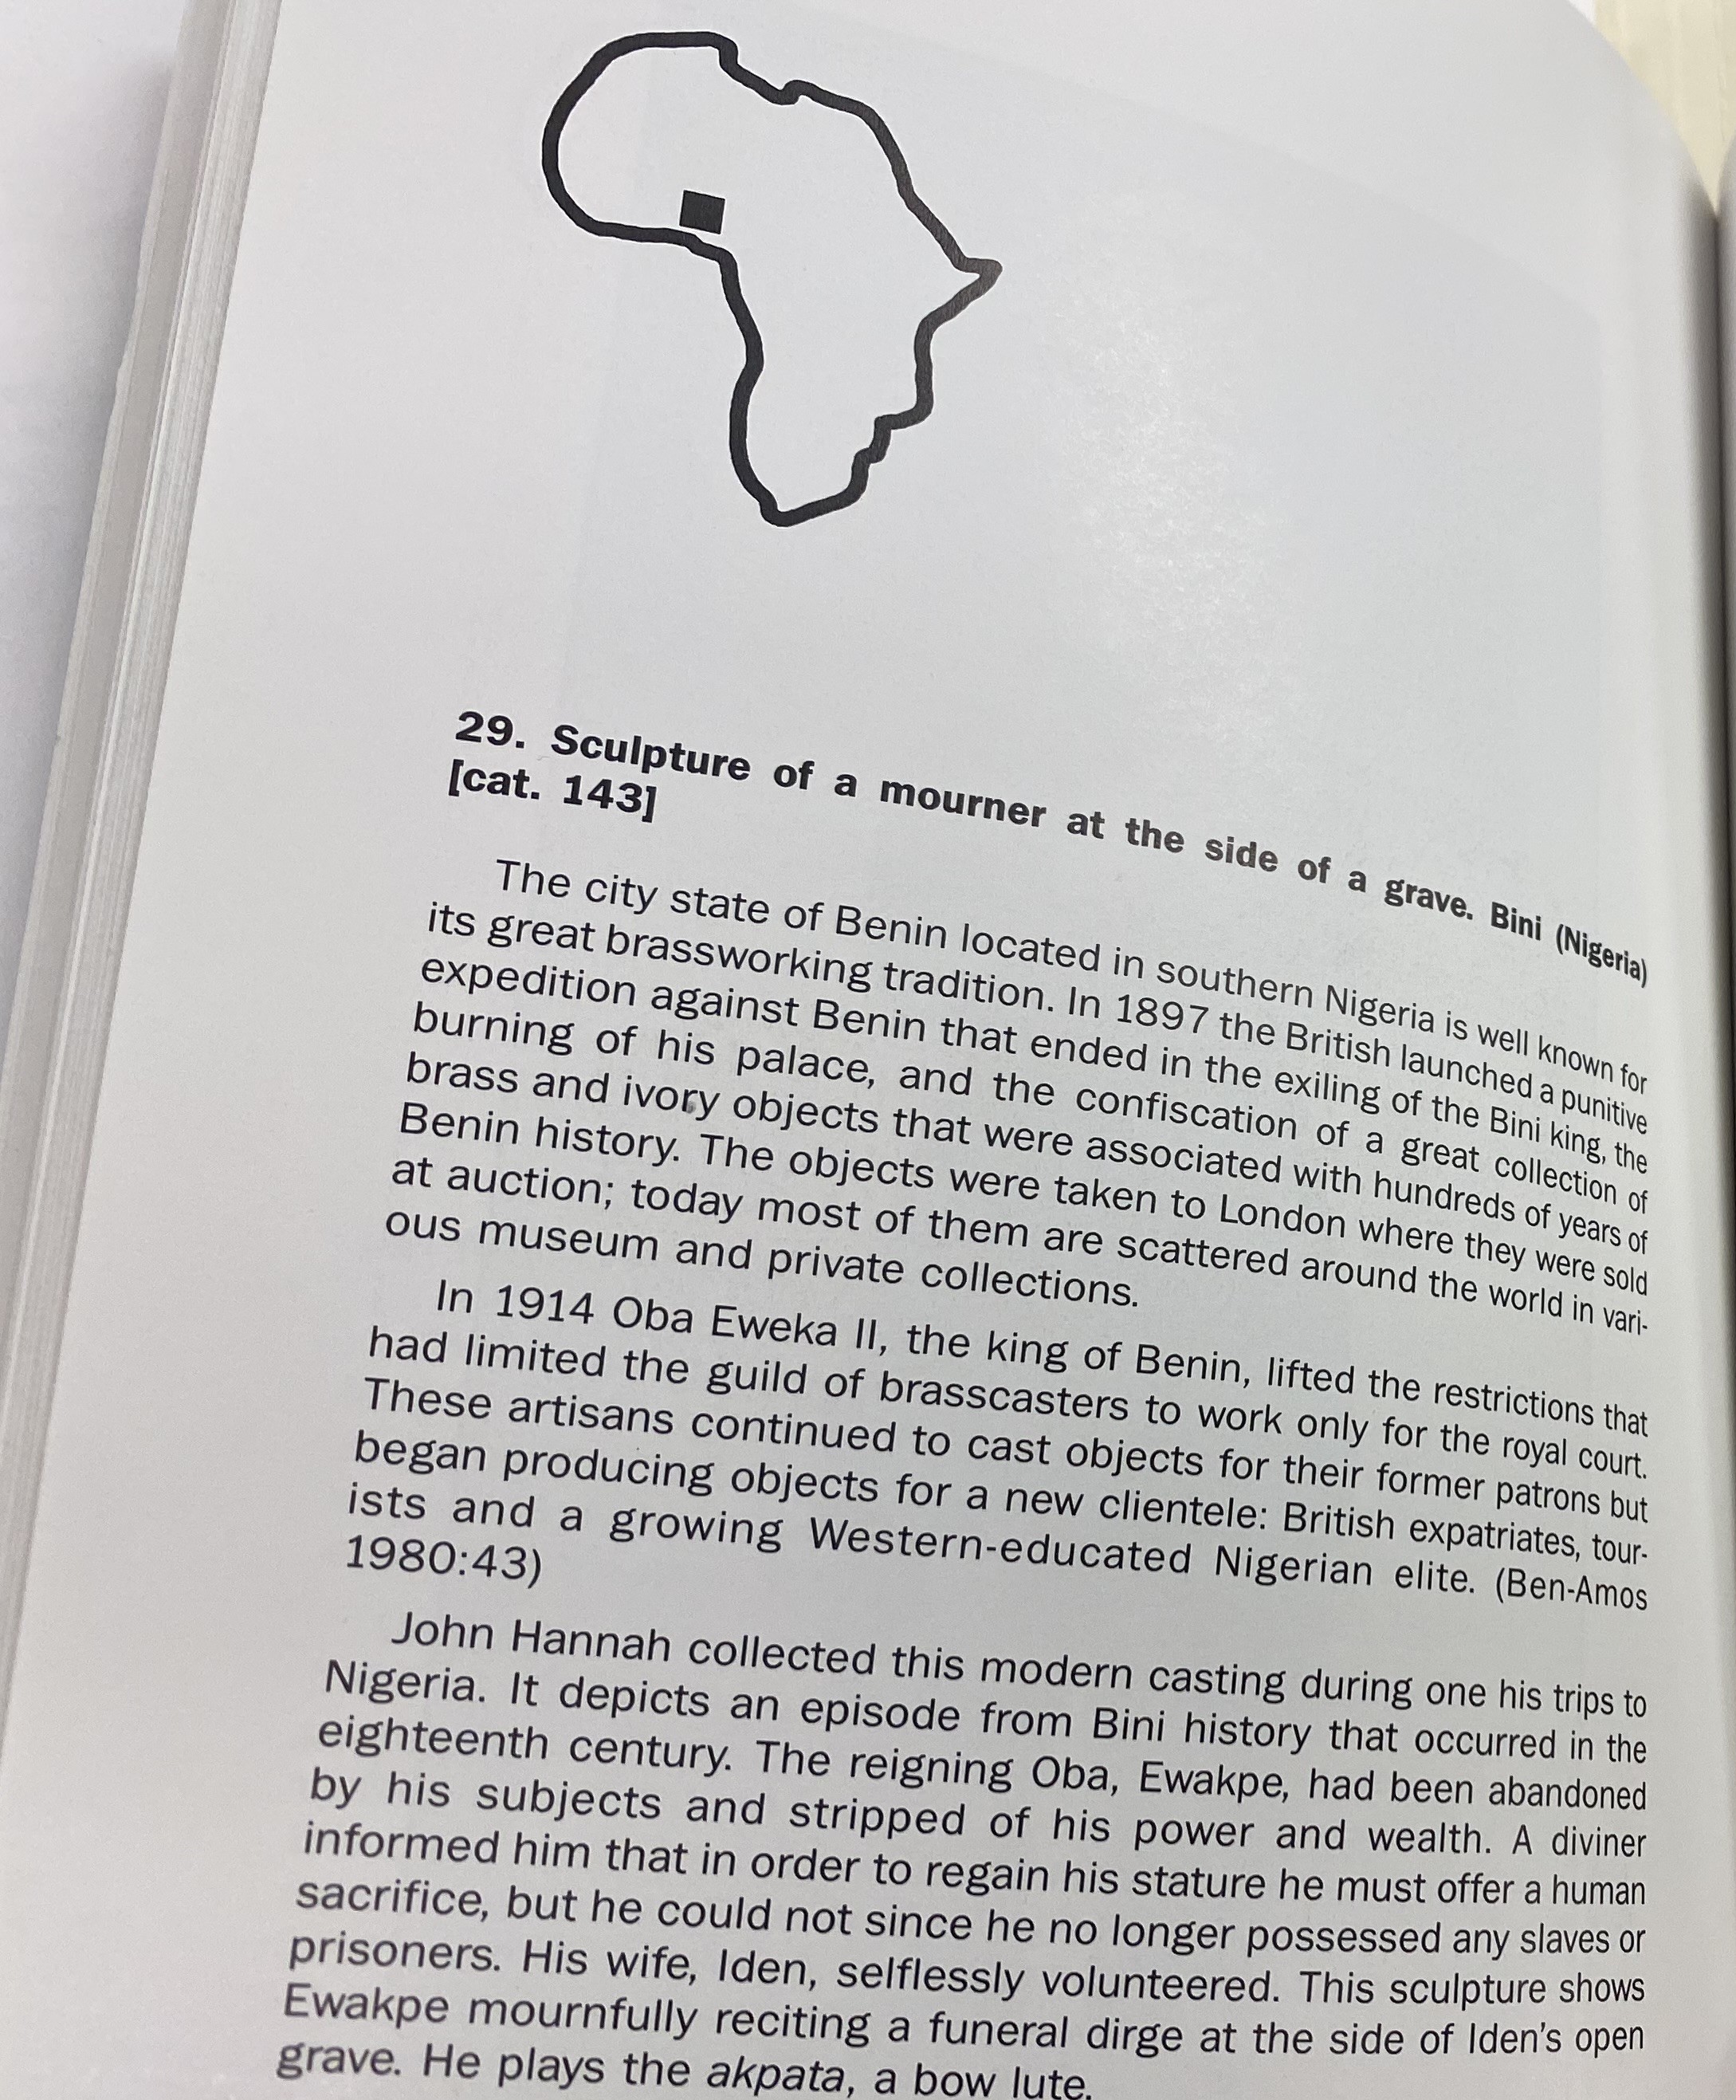 29. Sculpture of a mourner at the side of a grave. Bini (Nigeria)
[cat. 143]
The city state of Benin located in southern Nigeria is well known for
its great brassworking tradition. In 1897 the British launched a punitive
expedition against Benin that ended in the exiling of the Bini king, the
burning of his palace, and the confiscation of a great collection of
brass and ivory objects that were associated with hundreds of years of
Benin history. The objects were taken to London where they were sold
at auction; today most of them are scattered around the world in vari-
ous museum and private collections.
In 1914 Oba Eweka II, the king of Benin, lifted the restrictions that
had limited the guild of brasscasters to work only for the royal court.
These artisans continued to cast objects for their former patrons but
began producing objects for a new clientele: British expatriates, tour-
ists and a growing Western-educated Nigerian elite. (Ben-Amos
1980:43)
John Hannah collected this modern casting during one his trips to
Nigeria. It depicts an episode from Bini history that occurred in the
eighteenth century. The reigning Oba, Ewakpe, had been abandoned
by his subjects and stripped of his power and wealth. A diviner
informed him that in order to regain his stature he must offer a human
sacrifice, but he could not since he no longer possessed any slaves or
prisoners. His wife, Iden, selflessly volunteered. This sculpture shows
Ewakpe mournfully reciting a funeral dirge at the side of Iden's open
grave. He plays the akpata, a bow lute.